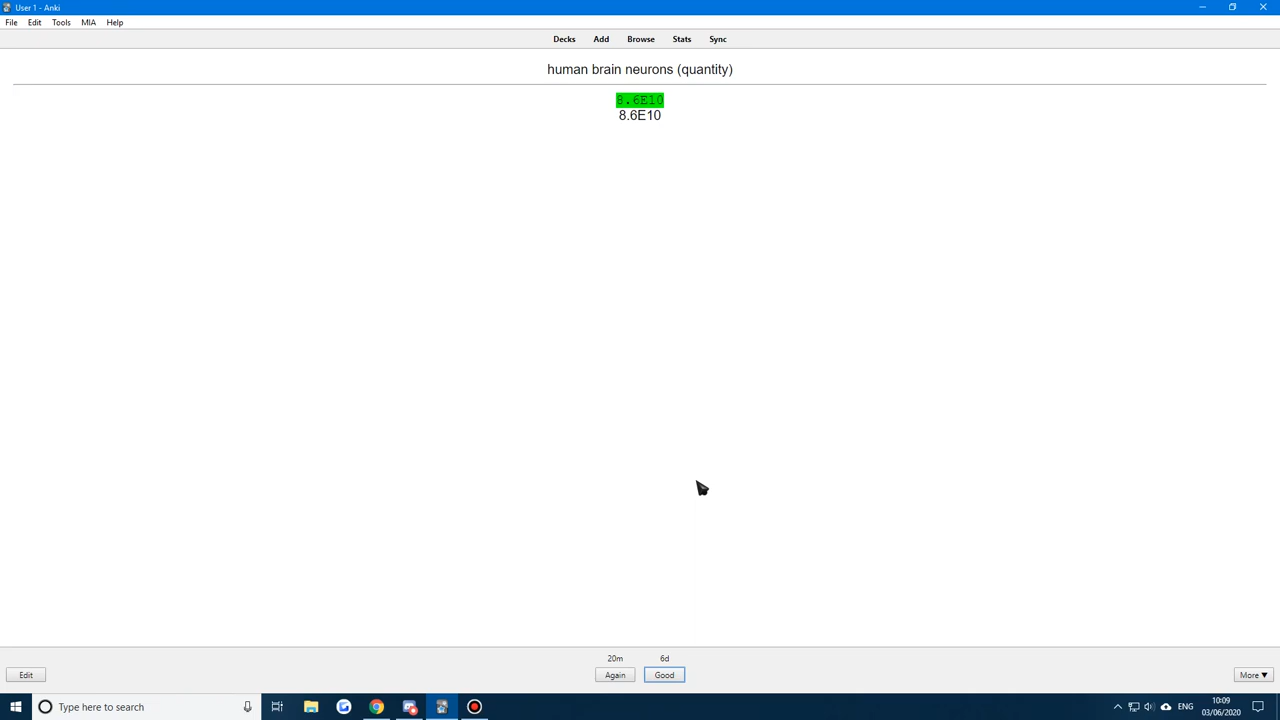 User 1 - Anki
File Edit Tools MIA Help
Decks Add Browse Stats Sync
human brain neurons (quantity)
8.6E10
8.6E10
20m 6d
Edit Again Good More ▼
Type here to search
ENG
10:09
03/06/2020